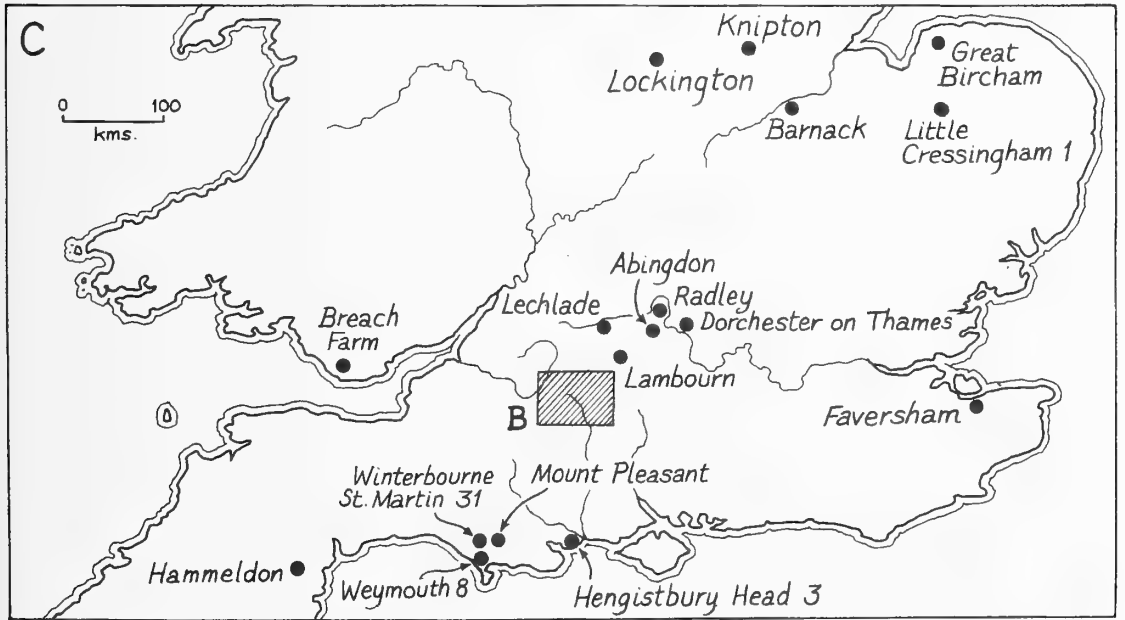 C
Knipton
Lockington
Great
Bircham
0 100
kms.
Barnack
Little
Cressingham 1
Abingdon
Radley
Lechlade
Dorchester on Thames
Breach
Farm
Lambourn
B
Faversham
Winterbourne
St. Martin 31
Mount Pleasant
Hammeldon
Weymouth 8
Hengistbury Head 3